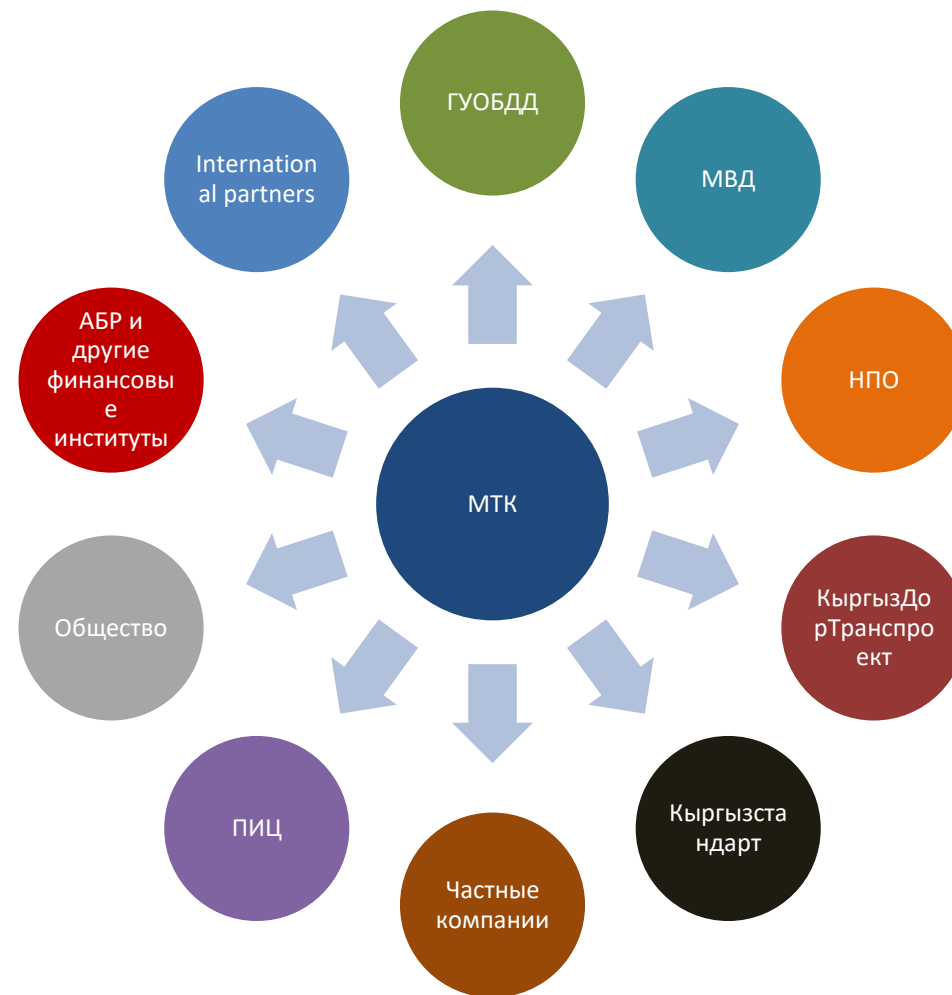 ГУОБДД
Internation
al partners
МВД
АБР и
другие
финансовы
е
институты
НПО
МТК
Общество
КыргызДо
рТранспро
ект
ПИЦ
Кыргызста
ндарт
Частные
компании